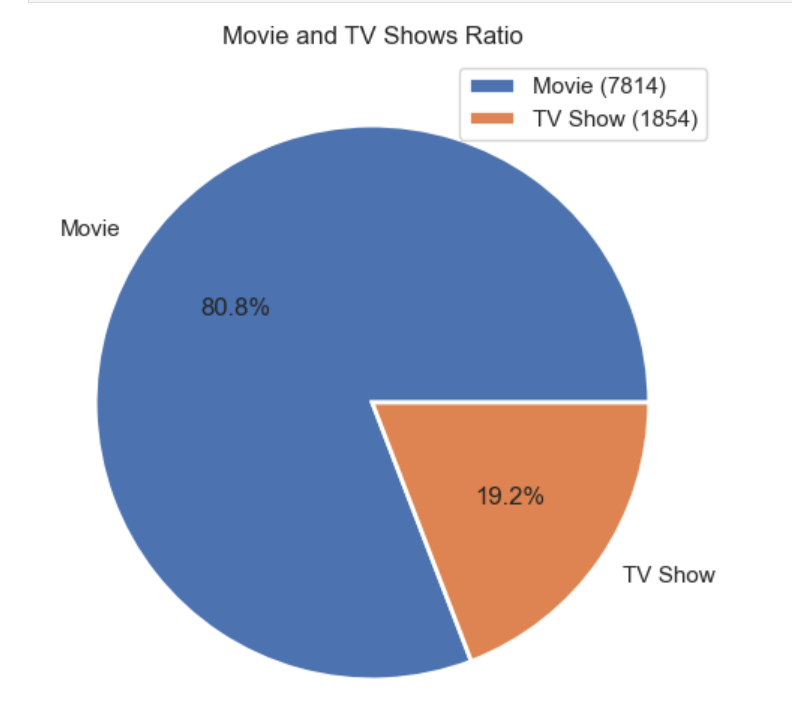 Movie and TV Shows Ratio
Movie (7814)
TV Show (1854)
Movie
80.8%
19.2%
TV Show